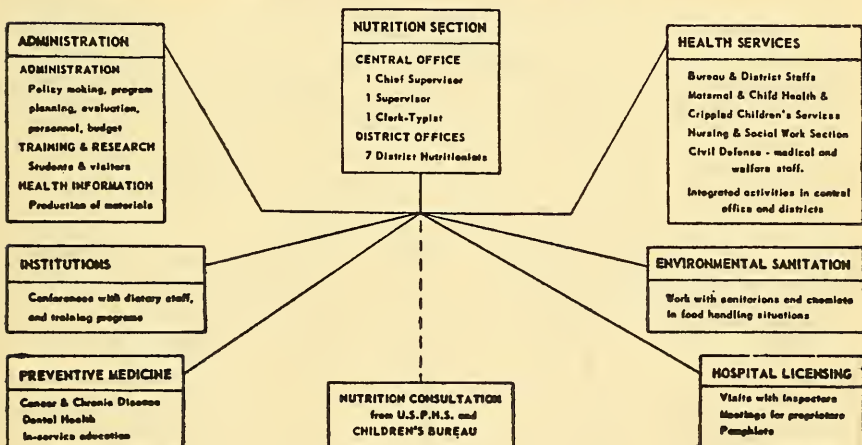 ADMINISTRATION
ADMINISTRATION
Policy making, program
planning, evaluation,
personnel, budget
TRAINING & RESEARCH
Students & visitors
HEALTH INFORMATION
Production of materials
NUTRITION SECTION
CENTRAL OFFICE
1 Chief Supervisor
1 Supervisor
1 Clerk-Typist
DISTRICT OFFICES
7 District Nutritionists
HEALTH SERVICES
Bureau & District Staffs
Maternal & Child Health &
Crippled Children's Services
Nursing & Social Work Section
Civil Defense - medical and
welfare staff.
Integrated activities in central
office and districts
INSTITUTIONS
Conferences with dietary staff,
and training programs
ENVIRONMENTAL SANITATION
Work with sanitarians and chemists
in food handling situations
PREVENTIVE MEDICINE
Cancer & Chronic Disease
Dental Health
In-service education
NUTRITION CONSULTATION
from U.S.P.H.S. and
CHILDREN'S BUREAU
HOSPITAL LICENSING
Visits with Inspectors
Meetings for proprietors
Pamphlets